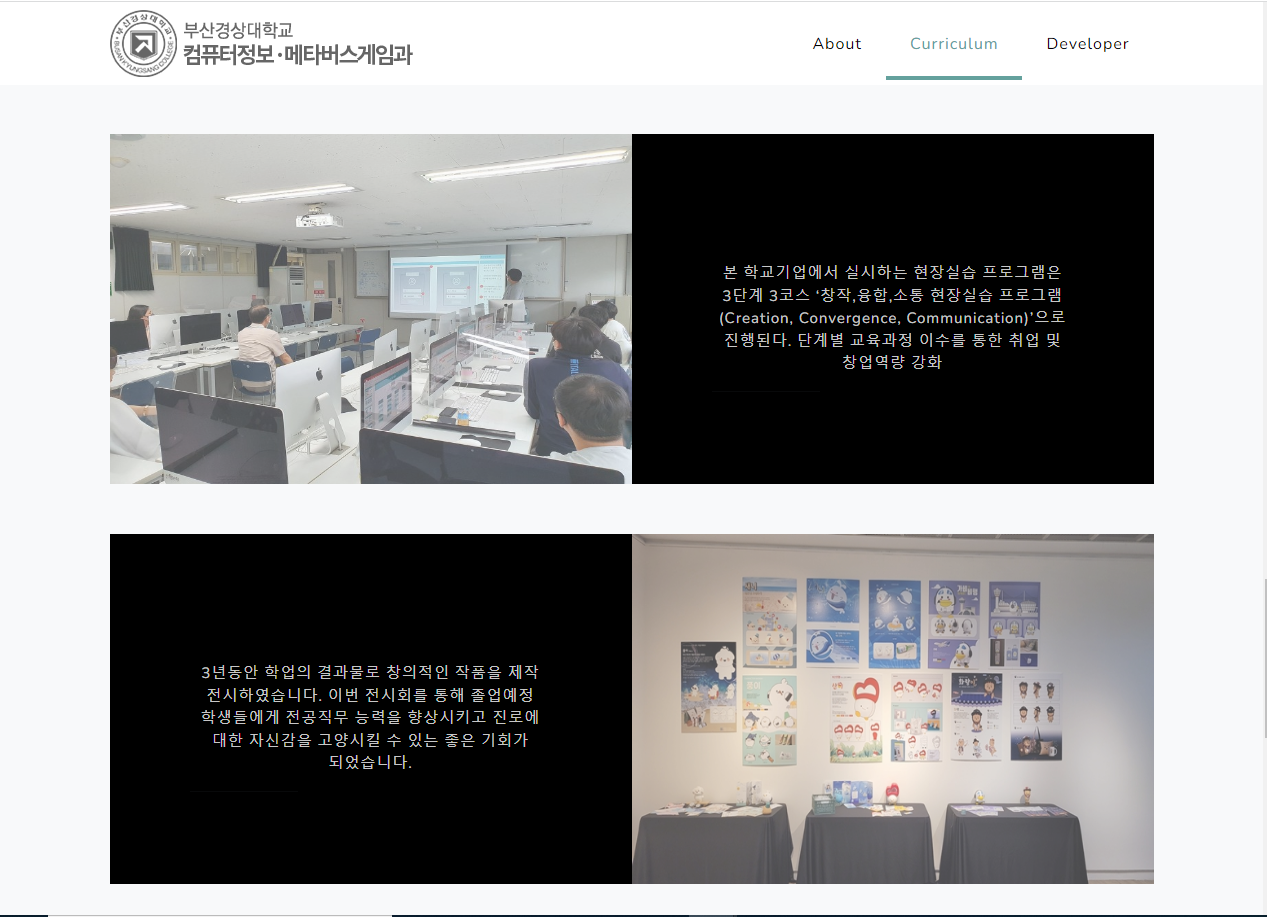 부산경상대학교
컴퓨터정보·메타버스게임과
BUSAN KYUNGSANG COLLEGE
About
Curriculum
Developer
본 학교기업에서 실시하는 현장실습 프로그램은
3단계 3코스 ‘창작,융합,소통 현장실습 프로그램
(Creation, Convergence, Communication)’으로
진행된다. 단계별 교육과정 이수를 통한 취업 및
창업역량 강화
3년동안 학업의 결과물로 창의적인 작품을 제작
전시하였습니다. 이번 전시회를 통해 졸업예정
학생들에게 전공직무 능력을 향상시키고 진로에
대한 자신감을 고양시킬 수 있는 좋은 기회가
되었습니다.